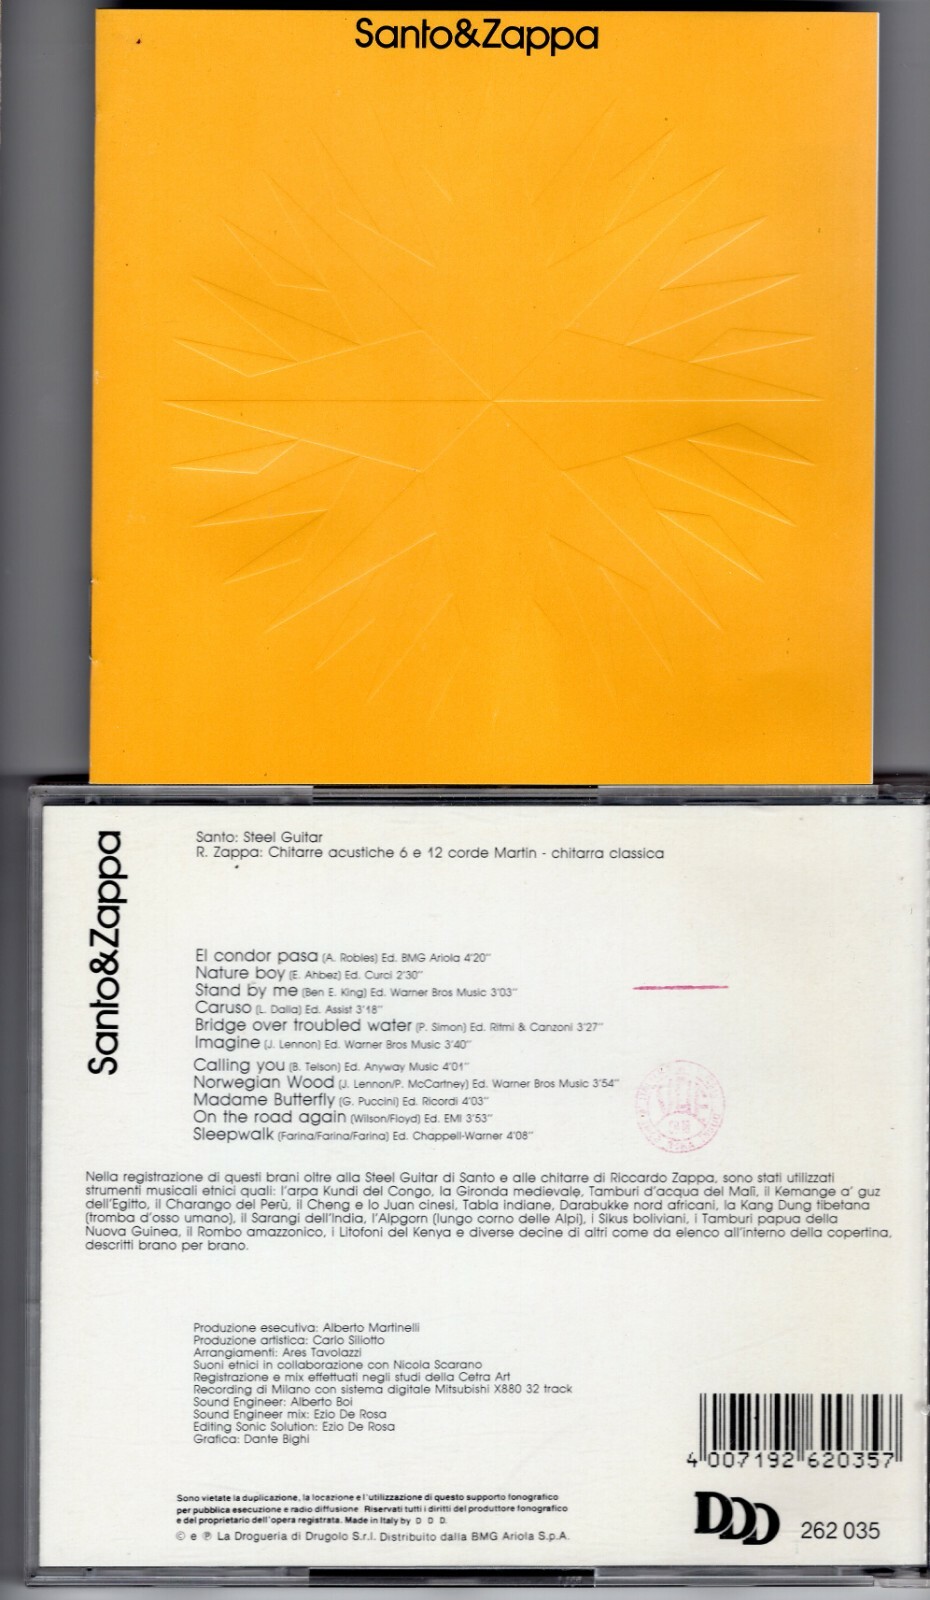 Santo&Zappa
Santo&Zappa
Santo: Steel Guitar
R. Zappa: Chitarre acustiche 6 e 12 corde Martin - chitarra classica
El condor pasa (A. Robles) Ed. BMG Ariola 4'20"
Nature boy (E. Ahbez) Ed. Curci 2'30"
Stand by me (Ben E. King) Ed. Warner Bros Music 3'03"
Caruso (L. Dalla) Ed. Assist 3'18"
Bridge over troubled water (P. Simon) Ed. Ritmi & Canzoni 3'27"
Imagine (J. Lennon) Ed. Warner Bros Music 3'40"
Calling you (B. Telson) Ed. Anyway Music 4'01"
Norwegian Wood (J. Lennon/P. McCartney) Ed. Warner Bros Music 3'54"
Madame Butterfly (G. Puccini) Ed. Ricordi 4'03"
On the road again (Wilson/Floyd) Ed. EMI 3'53"
Sleepwalk (Farina/Farina/Farina) Ed. Chappell-Warner 4'08"
Nella registrazione di questi brani oltre alla Steel Guitar di Santo e alle chitarre di Riccardo Zappa, sono stati utilizzati
strumenti musicali etnici quali: l'arpa Kundi del Congo, la Gironda medievale, Tamburi d'acqua del Malì, il Kemange a' guz
dell'Egitto, il Charango del Perù, il Cheng e lo Juan cinesi, Tabla indiane, Darabukke nord africani, la Kang Dung tibetana
(tromba d'osso umano), il Sarangi dell'India, l'Alpgorn (lungo corno delle Alpi), i Sikus boliviani, i Tamburi papua della
Nuova Guinea, il Rombo amazzonico, i Litofoni del Kenya e diverse decine di altri come da elenco all'interno della copertina,
descritti brano per brano.
Produzione esecutiva: Alberto Martinelli
Produzione artistica: Carlo Siliotto
Arrangiamenti: Ares Tavolazzi
Suoni etnici in collaborazione con Nicola Scarano
Registrazione e mix effettuati negli studi della Cetra Art
Recording di Milano con sistema digitale Mitsubishi X880 32 track
Sound Engineer: Alberto Boi
Sound Engineer mix: Ezio De Rosa
Editing Sonic Solution: Ezio De Rosa
Grafica: Dante Bighi
4 007192 620357
Sono vietate la duplicazione, la locazione e l'utilizzazione di questo supporto fonografico
per pubblica esecuzione e radio diffusione. Riservati tutti i diritti del produttore fonografico
e del proprietario dell'opera registrata. Made in Italy by D D D.
© e ℗ La Drogueria di Drugolo S.r.l. Distribuito dalla BMG Ariola S.p.A.
DDD 262 035